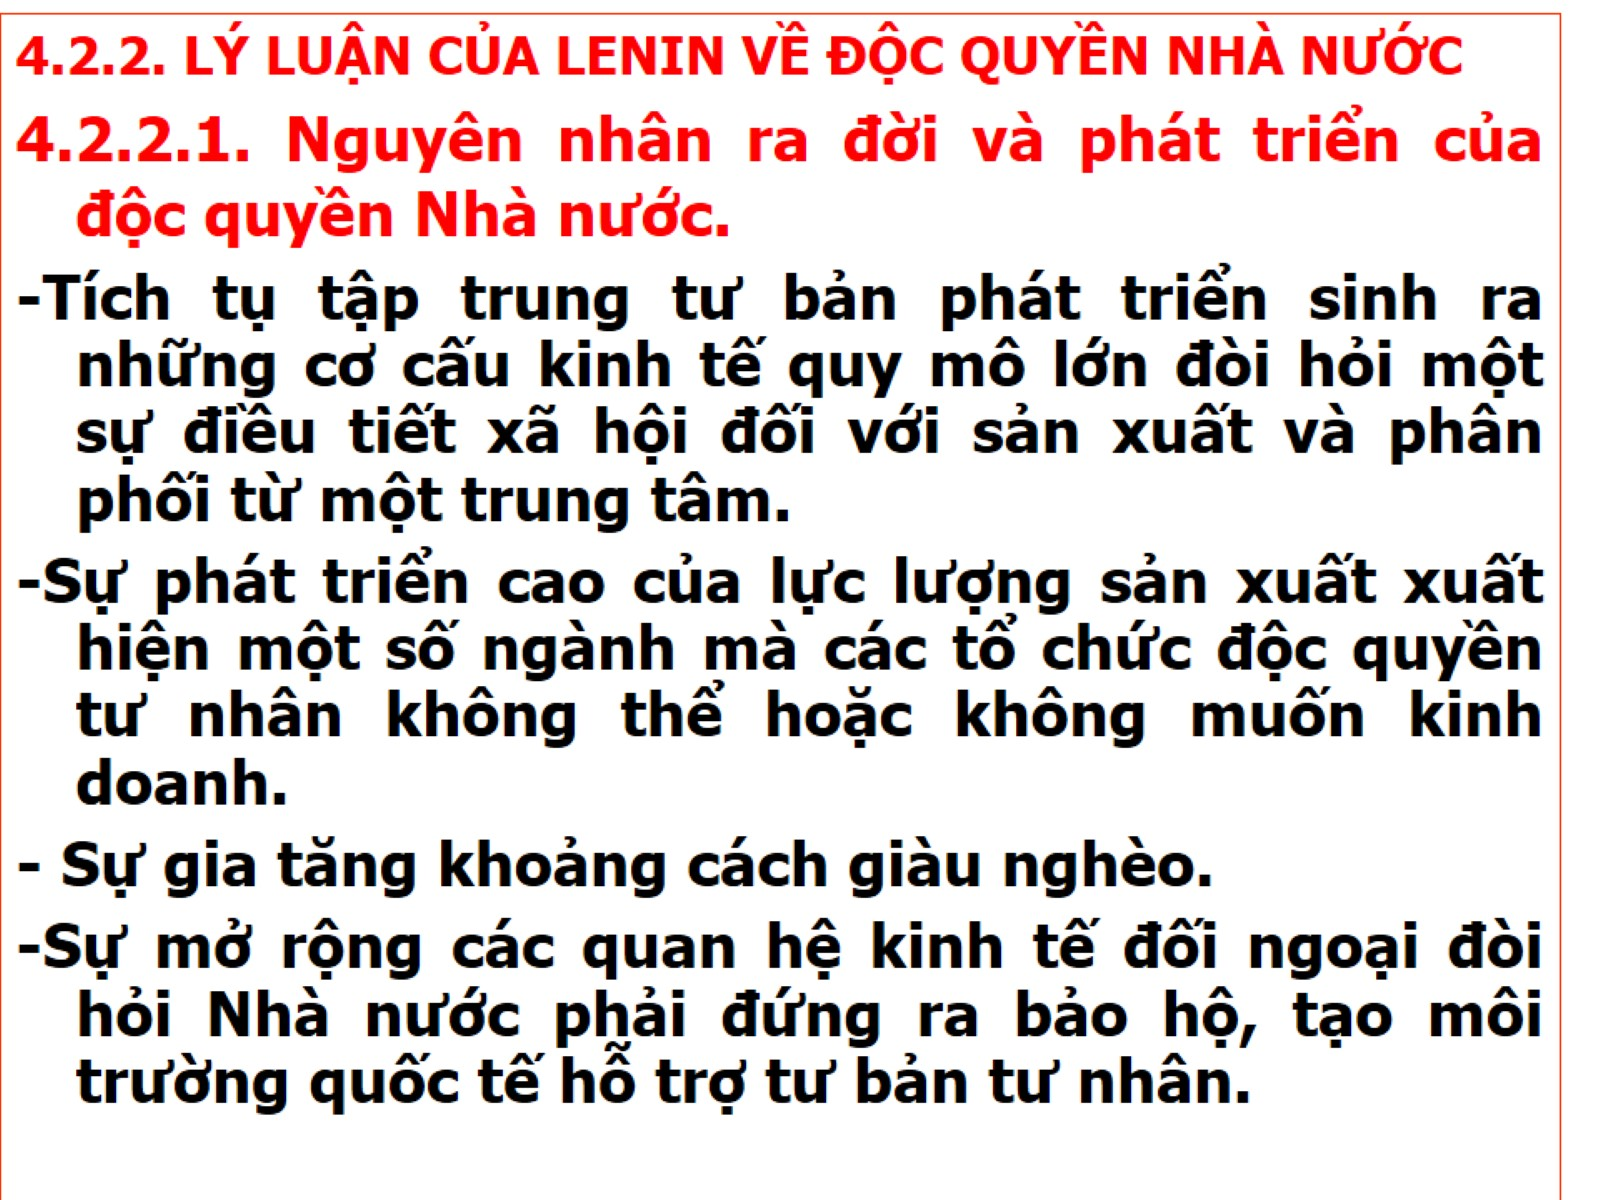 4.2.2. LÝ LUẬN CỦA LENIN VỀ ĐỘC QUYỀN NHÀ NƯỚC
4.2.2.1. Nguyên nhân ra đời và phát triển của
độc quyền Nhà nước.
-Tích tụ tập trung tư bản phát triển sinh ra
những cơ cấu kinh tế quy mô lớn đòi hỏi một
sự điều tiết xã hội đối với sản xuất và phân
phối từ một trung tâm.
-Sự phát triển cao của lực lượng sản xuất xuất
hiện một số ngành mà các tổ chức độc quyền
tư nhân không thể hoặc không muốn kinh
doanh.
- Sự gia tăng khoảng cách giàu nghèo.
-Sự mở rộng các quan hệ kinh tế đối ngoại đòi
hỏi Nhà nước phải đứng ra bảo hộ, tạo môi
trường quốc tế hỗ trợ tư bản tư nhân.